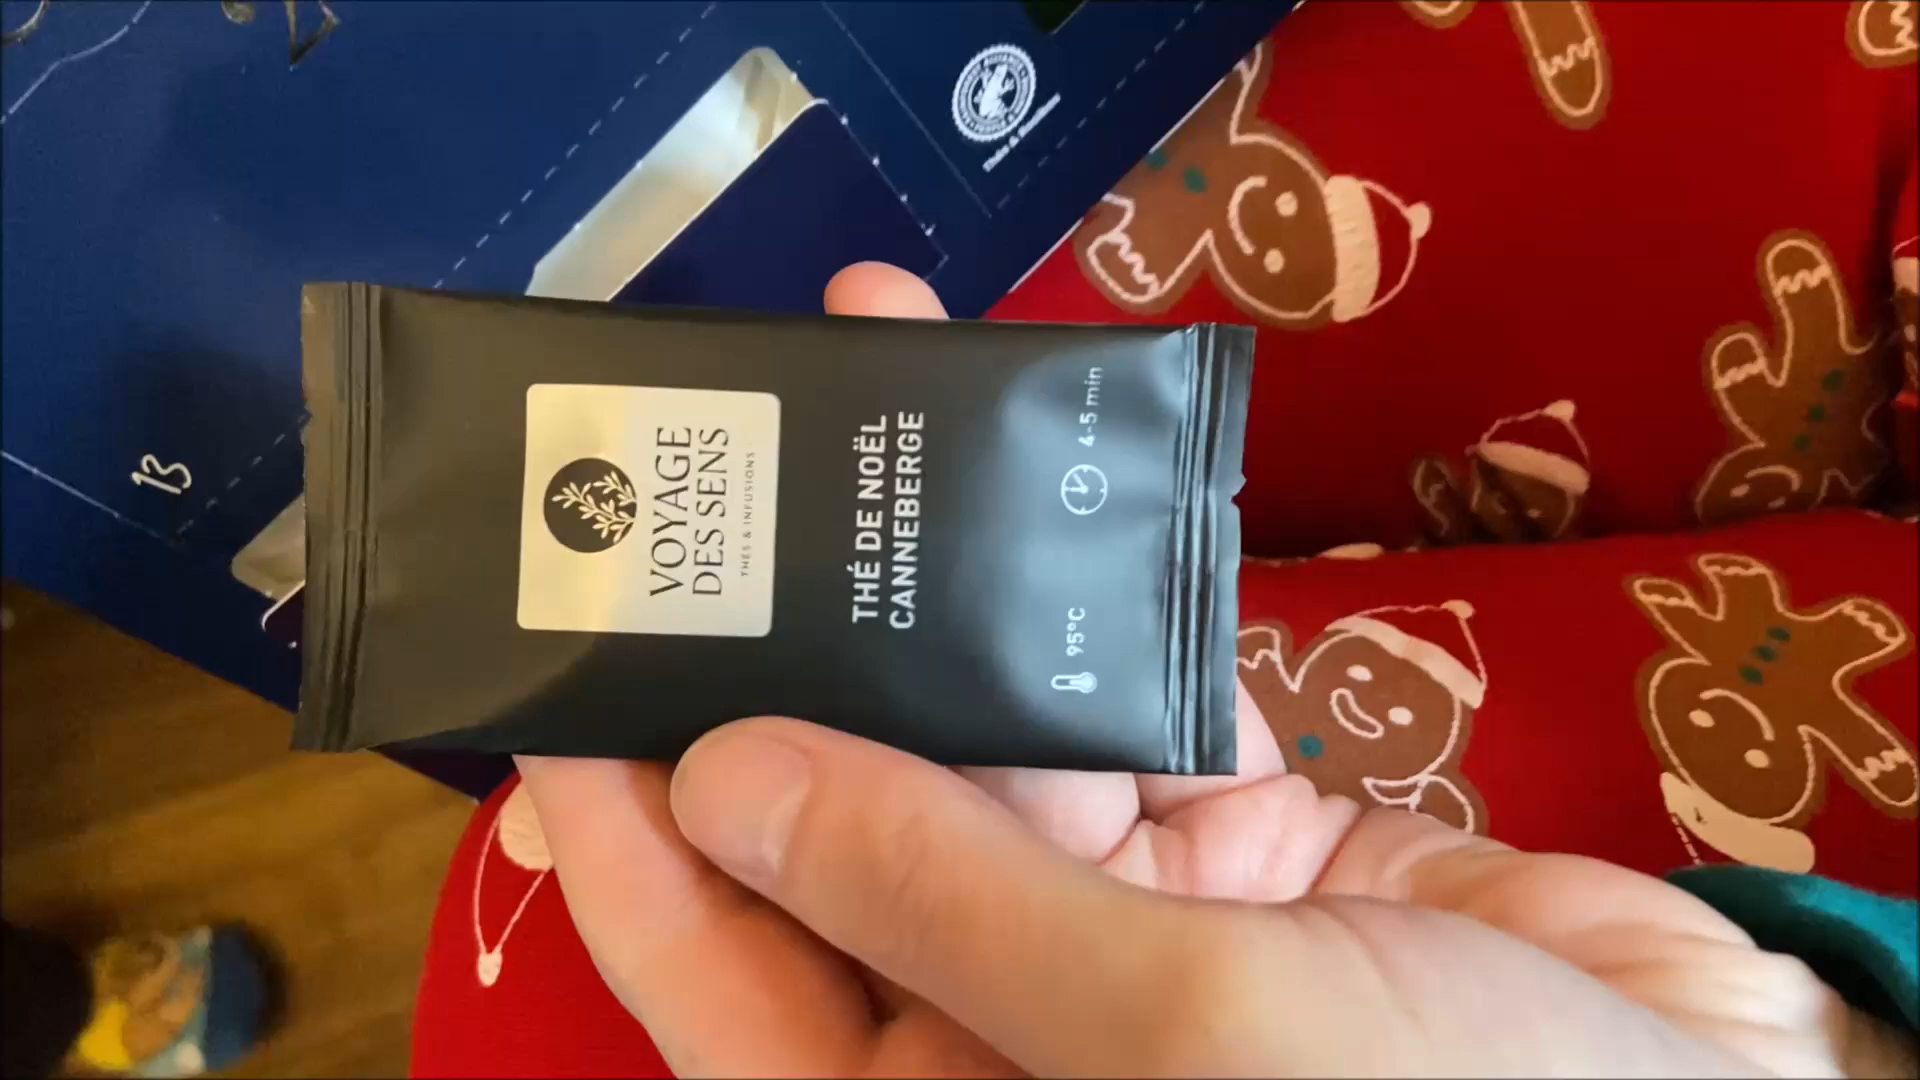 VOYAGE
DES SENS
THÉS & INFUSIONS
THÉ DE NOËL
CANNEBERGE
95°C
4-5 min
13